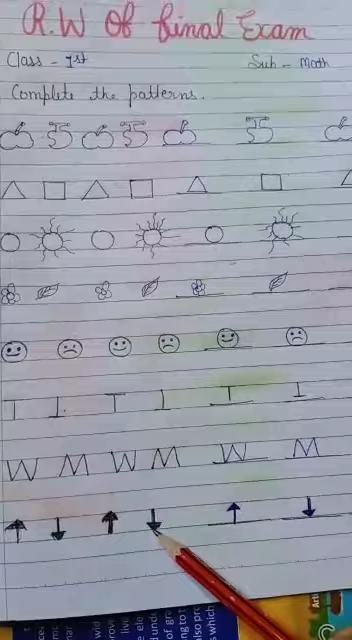 R.W Of Final Exam
Class - 1st
Sub - Math
Complete the patterns.
T ⊥ T ⊥ T ⊥
W M W M W M